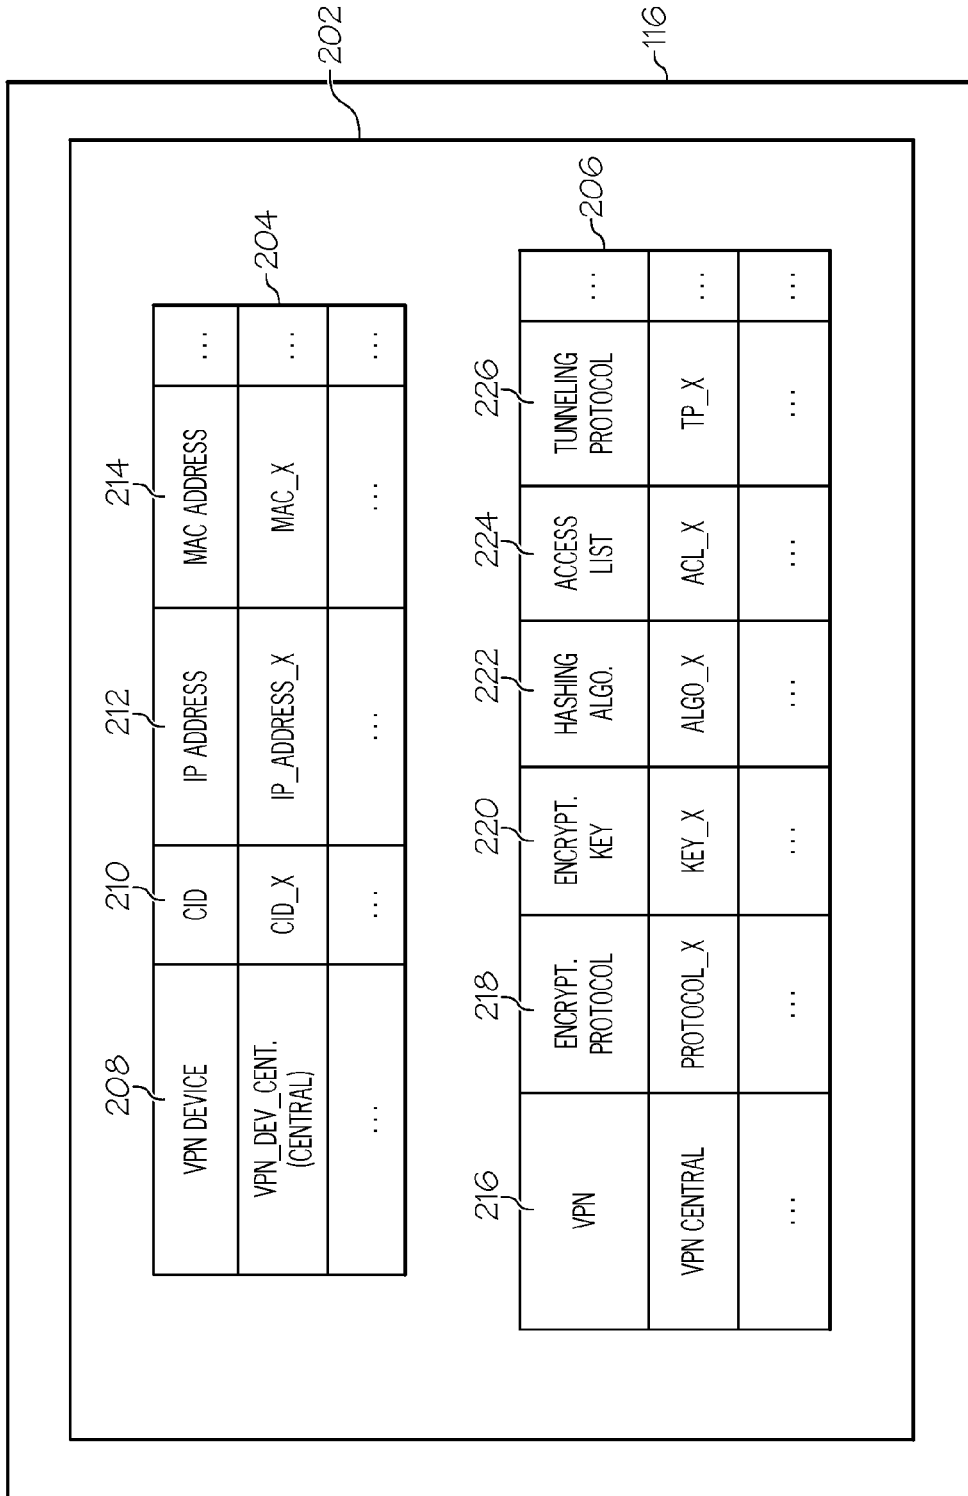 116
202
204
208
210
212
214
VPN DEVICE
CID
IP ADDRESS
MAC ADDRESS
...
VPN_DEV_CENT.
(CENTRAL)
CID_X
IP_ADDRESS_X
MAC_X
...
...
...
...
...
...
206
216
218
220
222
224
226
VPN
ENCRYPT.
PROTOCOL
ENCRYPT.
KEY
HASHING
ALGO.
ACCESS
LIST
TUNNELING
PROTOCOL
...
VPN CENTRAL
PROTOCOL_X
KEY_X
ALGO_X
ACL_X
TP_X
...
...
...
...
...
...
...
...